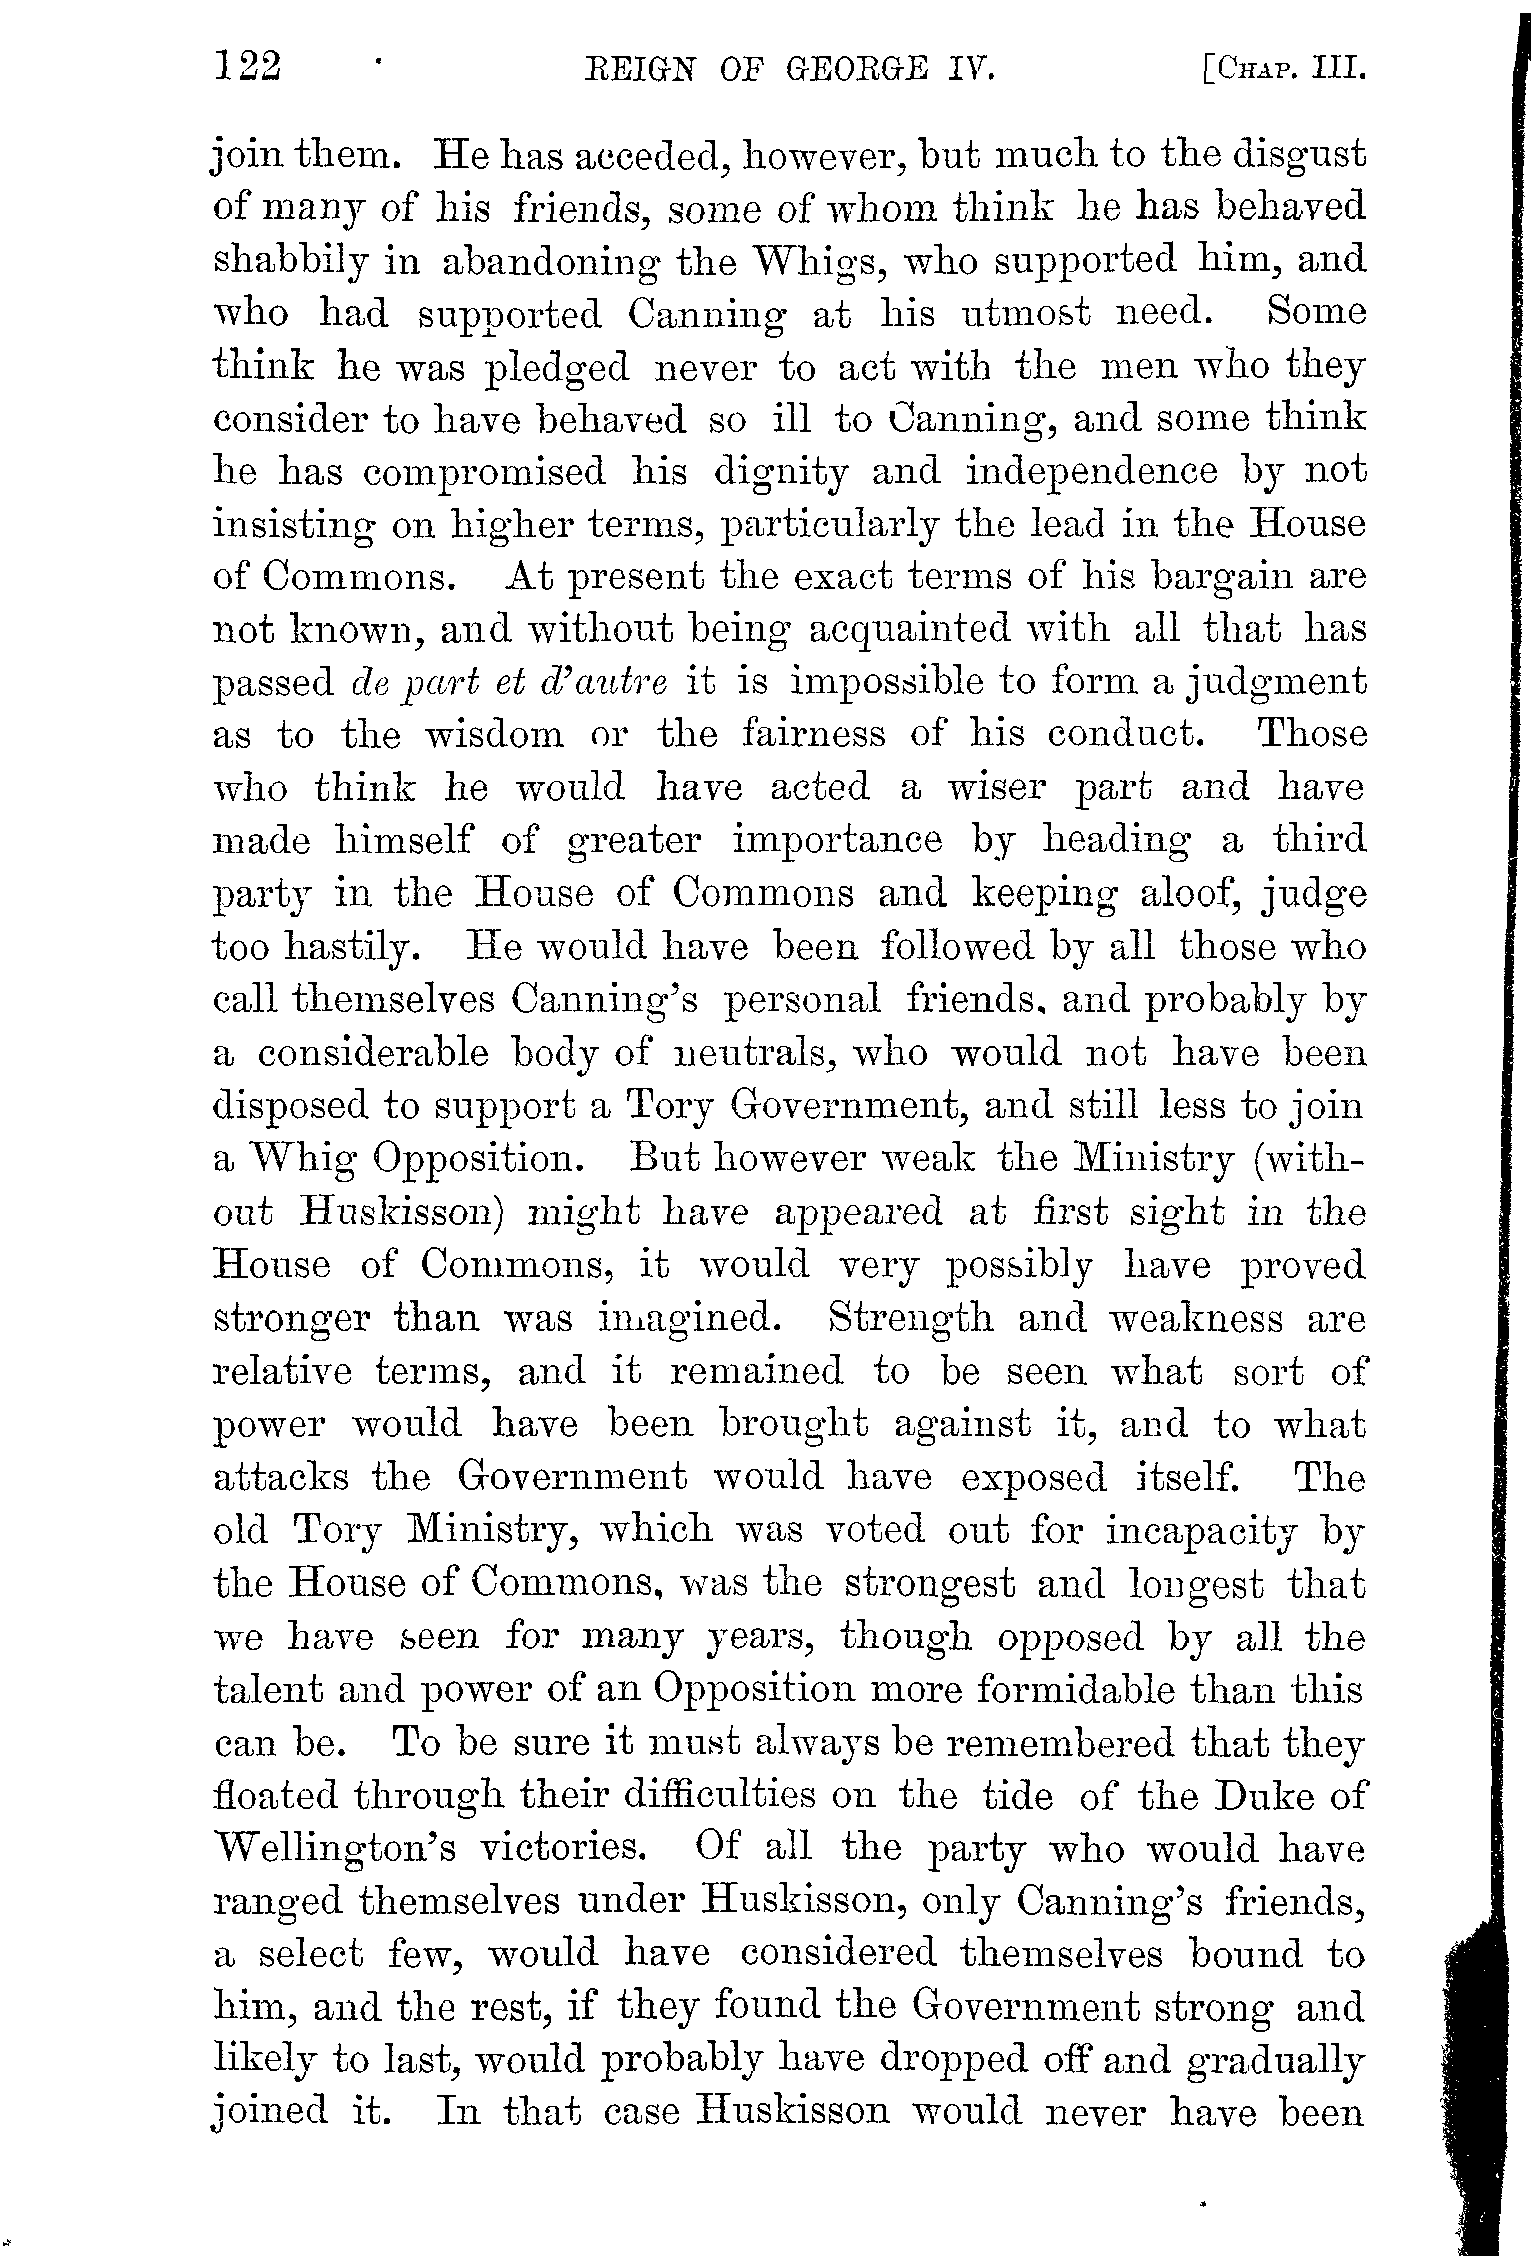 122 REIGN OF GEORGE IV. [CHAP. III.
join them. He has acceded, however, but much to the disgust
of many of his friends, some of whom think he has behaved
shabbily in abandoning the Whigs, who supported him, and
who had supported Canning at his utmost need. Some
think he was pledged never to act with the men who they
consider to have behaved so ill to Canning, and some think
he has compromised his dignity and independence by not
insisting on higher terms, particularly the lead in the House
of Commons. At present the exact terms of his bargain are
not known, and without being acquainted with all that has
passed de part et d'autre it is impossible to form a judgment
as to the wisdom or the fairness of his conduct. Those
who think he would have acted a wiser part and have
made himself of greater importance by heading a third
party in the House of Commons and keeping aloof, judge
too hastily. He would have been followed by all those who
call themselves Canning's personal friends, and probably by
a considerable body of neutrals, who would not have been
disposed to support a Tory Government, and still less to join
a Whig Opposition. But however weak the Ministry (with-
out Huskisson) might have appeared at first sight in the
House of Commons, it would very possibly have proved
stronger than was imagined. Strength and weakness are
relative terms, and it remained to be seen what sort of
power would have been brought against it, and to what
attacks the Government would have exposed itself. The
old Tory Ministry, which was voted out for incapacity by
the House of Commons, was the strongest and longest that
we have seen for many years, though opposed by all the
talent and power of an Opposition more formidable than this
can be. To be sure it must always be remembered that they
floated through their difficulties on the tide of the Duke of
Wellington's victories. Of all the party who would have
ranged themselves under Huskisson, only Canning's friends,
a select few, would have considered themselves bound to
him, and the rest, if they found the Government strong and
likely to last, would probably have dropped off and gradually
joined it. In that case Huskisson would never have been